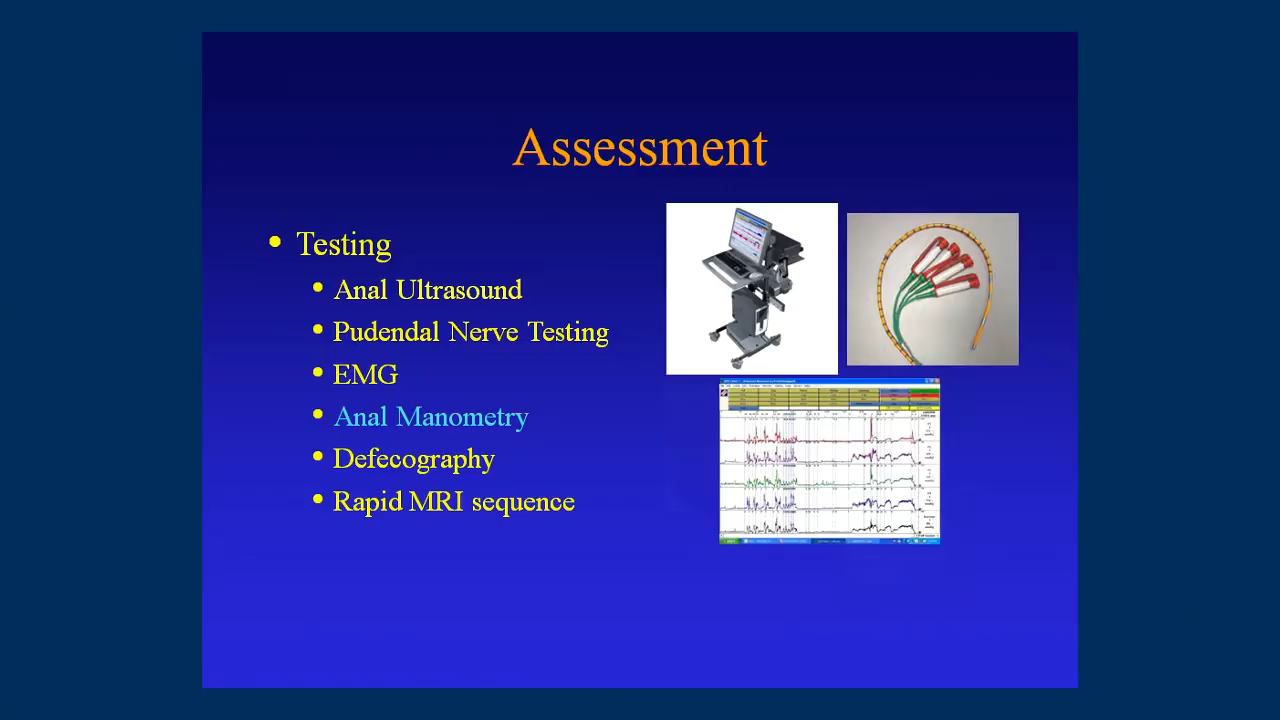 Assessment
Testing
Anal Ultrasound
Pudendal Nerve Testing
EMG
Anal Manometry
Defecography
Rapid MRI sequence